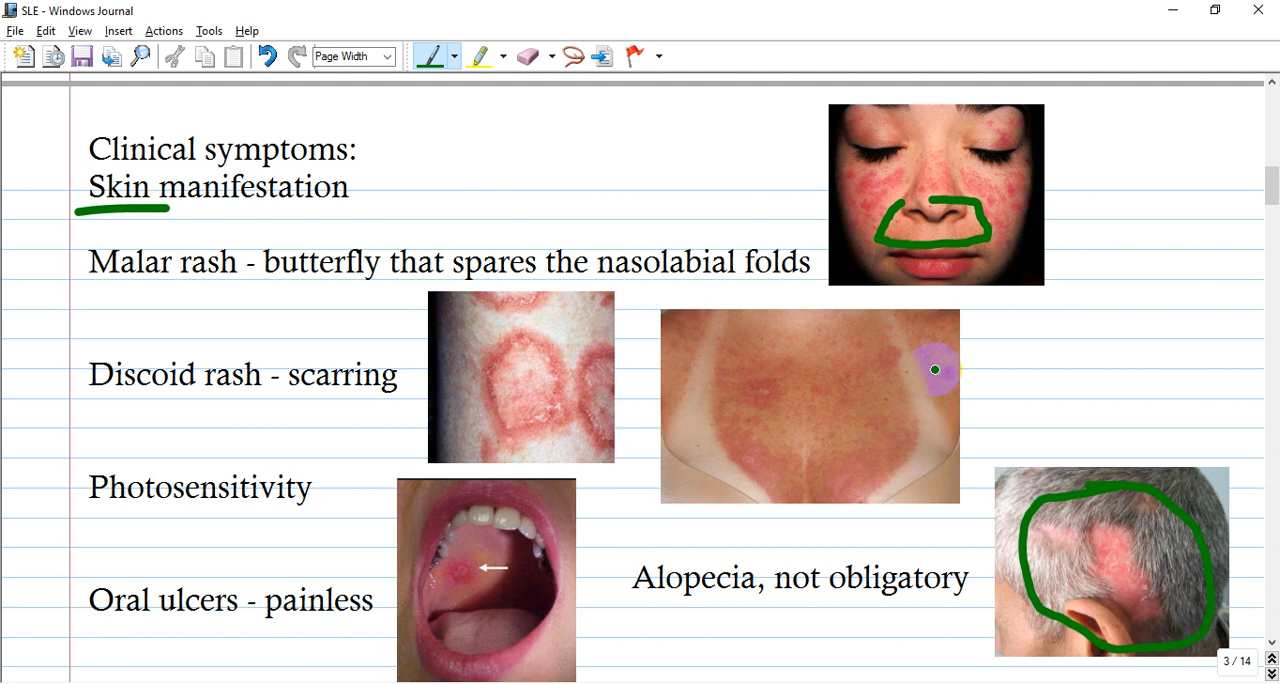 SLE - Windows Journal
File Edit View Insert Actions Tools Help
Page Width
Clinical symptoms:
Skin manifestation
Malar rash - butterfly that spares the nasolabial folds
Discoid rash - scarring
Photosensitivity
Alopecia, not obligatory
Oral ulcers - painless
3 / 14